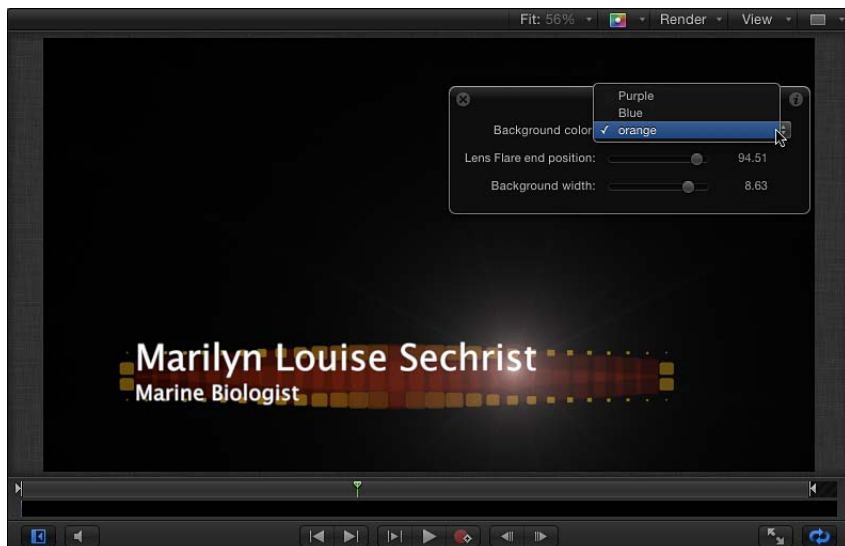 Fit: 56% Render View
Purple
Blue
Background color: ✓ orange
Lens Flare end position: 94.51
Background width: 8.63
Marilyn Louise Sechrist
Marine Biologist